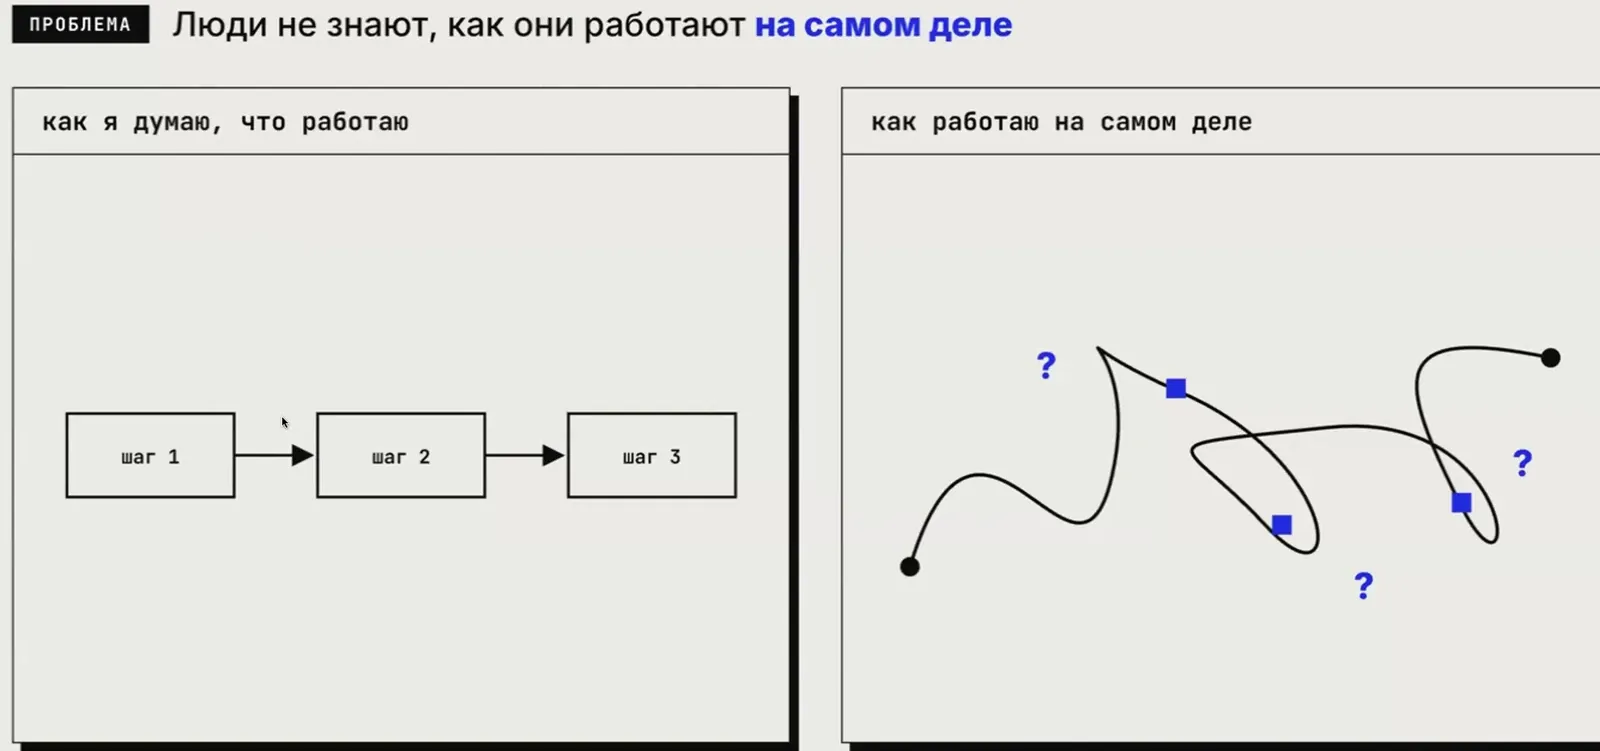 ПРОБЛЕМА Люди не знают, как они работают на самом деле
как я думаю, что работаю
шаг 1 шаг 2 шаг 3
как работаю на самом деле
?
?
?